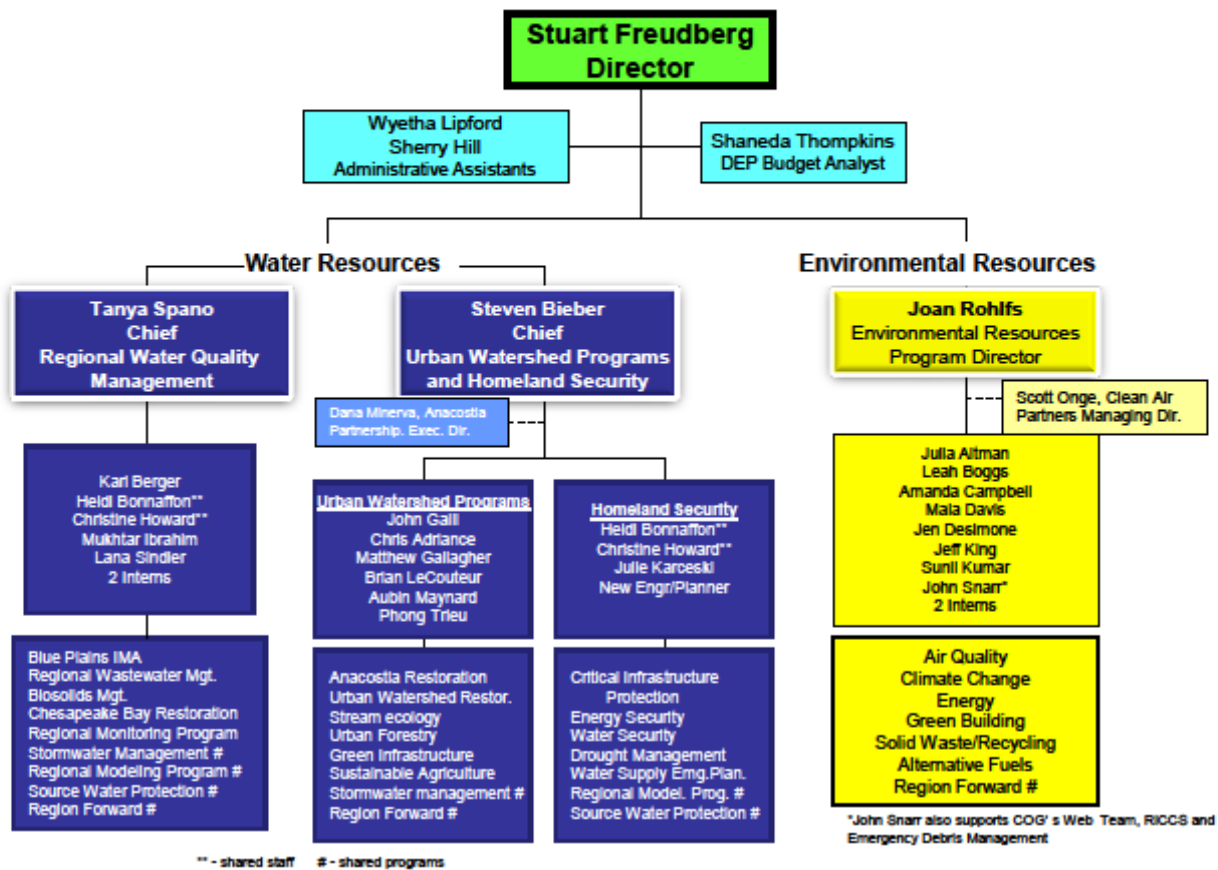 Stuart Freudberg
Director
Wyetha Lipford
Sherry Hill
Administrative Assistants
Shaneda Thompkins
DEP Budget Analyst
Water Resources
Environmental Resources
Tanya Spano
Chief
Regional Water Quality
Management
Steven Bieber
Chief
Urban Watershed Programs
and Homeland Security
Joan Rohlfs
Environmental Resources
Program Director
Dana Minerva, Anacostia
Partnership. Exec. Dir.
Scott Onge, Clean Air
Partners Managing Dir.
Karl Berger
Heidi Bonnaffon**
Christine Howard**
Mukhtar Ibrahim
Lana Sindler
2 Interns
Urban Watershed Programs
John Galli
Chris Adriance
Matthew Gallagher
Brian LeCouteur
Aubin Maynard
Phong Trieu
Homeland Security
Heidi Bonnaffon**
Christine Howard**
Julie Karceski
New Engr/Planner
Julia Altman
Leah Boggs
Amanda Campbell
Maia Davis
Jen Desimone
Jeff King
Sunil Kumar
John Snarr*
2 Interns
Blue Plains IMA
Regional Wastewater Mgt.
Biosolids Mgt.
Chesapeake Bay Restoration
Regional Monitoring Program
Stormwater Management #
Regional Modeling Program #
Source Water Protection #
Region Forward #
Anacostia Restoration
Urban Watershed Restor.
Stream ecology
Urban Forestry
Green Infrastructure
Sustainable Agriculture
Stormwater management #
Region Forward #
Critical Infrastructure
Protection
Energy Security
Water Security
Drought Management
Water Supply Emg.Plan.
Regional Model. Prog. #
Source Water Protection #
Air Quality
Climate Change
Energy
Green Building
Solid Waste/Recycling
Alternative Fuels
Region Forward #
*John Snarr also supports COG' s Web Team, RICCS and
Emergency Debris Management
** - shared staff # - shared programs